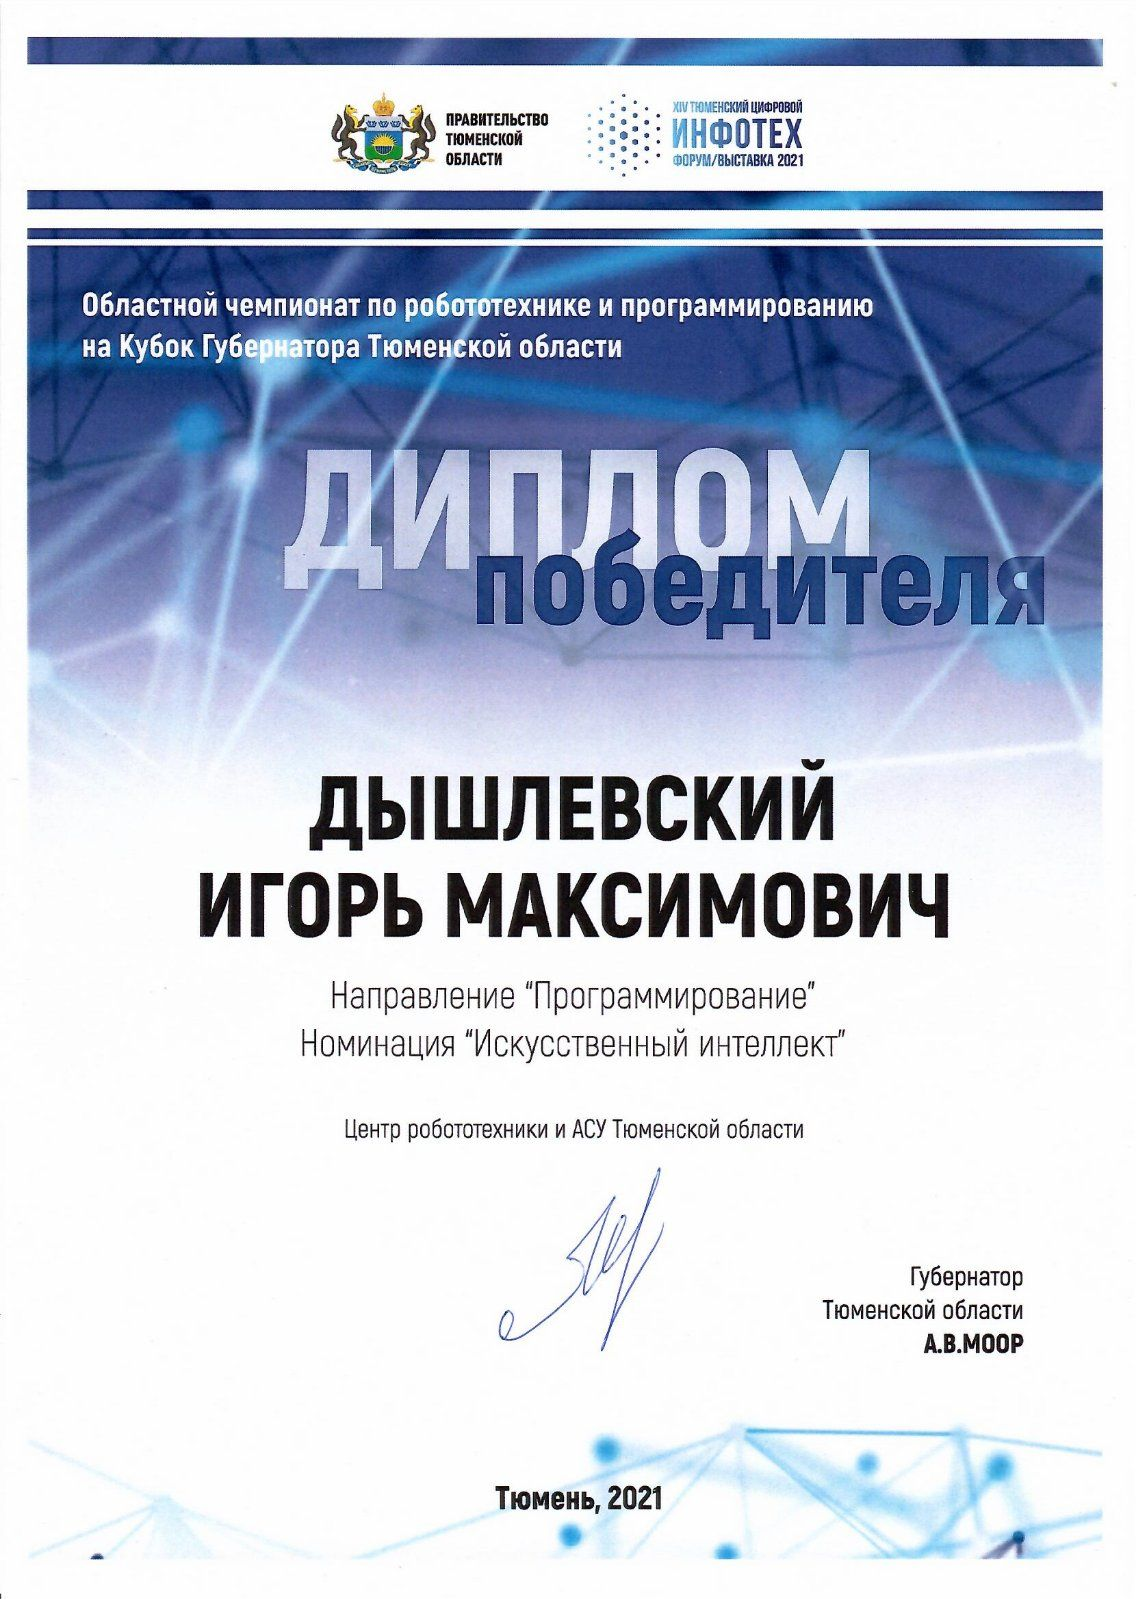 ПРАВИТЕЛЬСТВО
ТЮМЕНСКОЙ
ОБЛАСТИ
XIV ТЮМЕНСКИЙ ЦИФРОВОЙ
ИНФОТЕХ
ФОРУМ/ВЫСТАВКА 2021
Областной чемпионат по робототехнике и программированию
на Кубок Губернатора Тюменской области
ДИПЛОМ
победителя
ДЫШЛЕВСКИЙ
ИГОРЬ МАКСИМОВИЧ
Направление “Программирование”
Номинация “Искусственный интеллект”
Центр робототехники и АСУ Тюменской области
Губернатор
Тюменской области
А.В.МООР
Тюмень, 2021